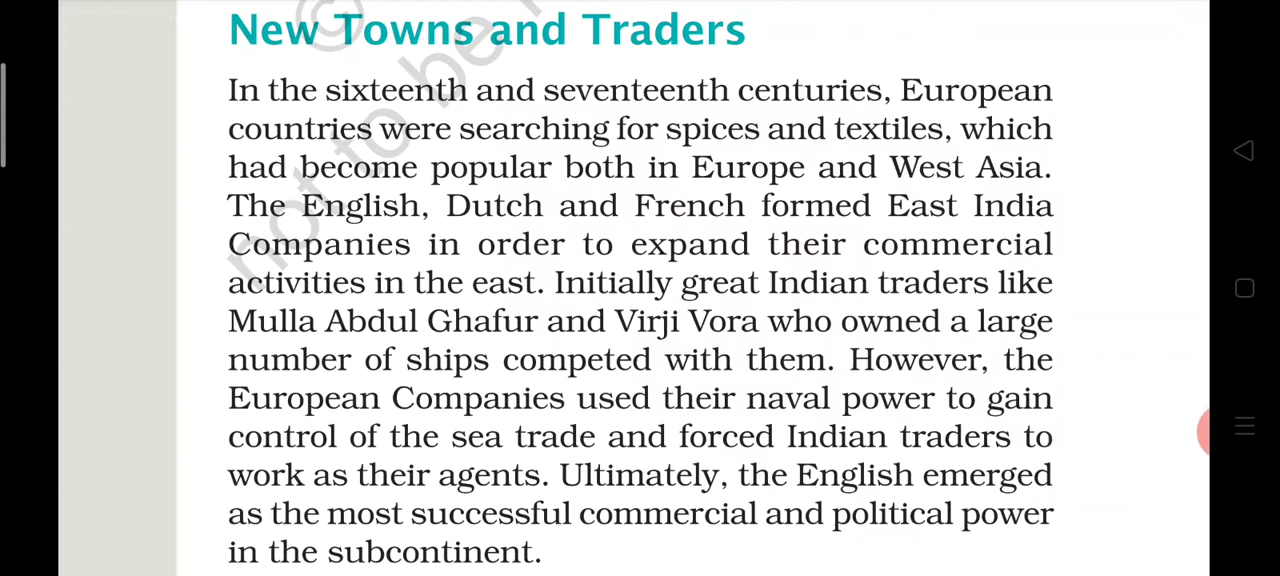 New Towns and Traders
In the sixteenth and seventeenth centuries, European
countries were searching for spices and textiles, which
had become popular both in Europe and West Asia.
The English, Dutch and French formed East India
Companies in order to expand their commercial
activities in the east. Initially great Indian traders like
Mulla Abdul Ghafur and Virji Vora who owned a large
number of ships competed with them. However, the
European Companies used their naval power to gain
control of the sea trade and forced Indian traders to
work as their agents. Ultimately, the English emerged
as the most successful commercial and political power
in the subcontinent.
©
not to be